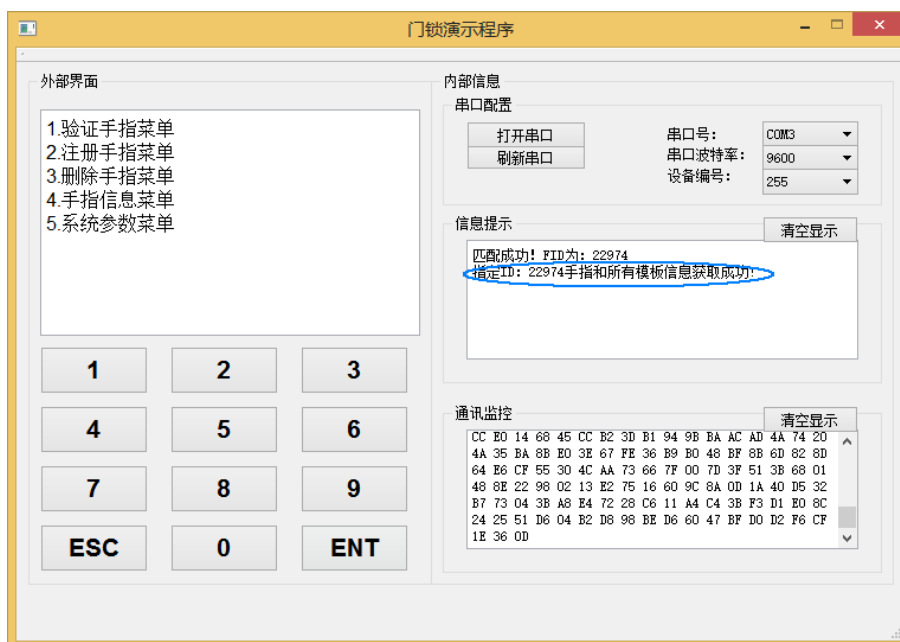 门锁演示程序
外部界面
1.验证手指菜单
2.注册手指菜单
3.删除手指菜单
4.手指信息菜单
5.系统参数菜单
1 2 3
4 5 6
7 8 9
ESC 0 ENT
内部信息
串口配置
打开串口
刷新串口
串口号: COM3
串口波特率: 9600
设备编号: 255
信息提示
清空显示
匹配成功! FID为: 22974
指定ID: 22974手指和所有模板信息获取成功!
通讯监控
清空显示
CC E0 14 68 45 CC B2 3D B1 94 9B BA AC AD 4A 74 20
4A 35 BA 8B E0 3E 67 FE 36 B9 B0 48 BF 8B 6D 82 8D
64 E6 CF 55 30 4C AA 73 66 7F 00 7D 3F 51 3B 68 01
48 8E 22 98 02 13 E2 75 16 60 9C 8A 0D 1A 40 D5 32
B7 73 04 3B A8 E4 72 28 C6 11 A4 C4 3B F3 D1 E0 8C
24 25 51 D6 04 B2 D8 98 BE D6 60 47 BF D0 D2 F6 CF
1E 36 0D